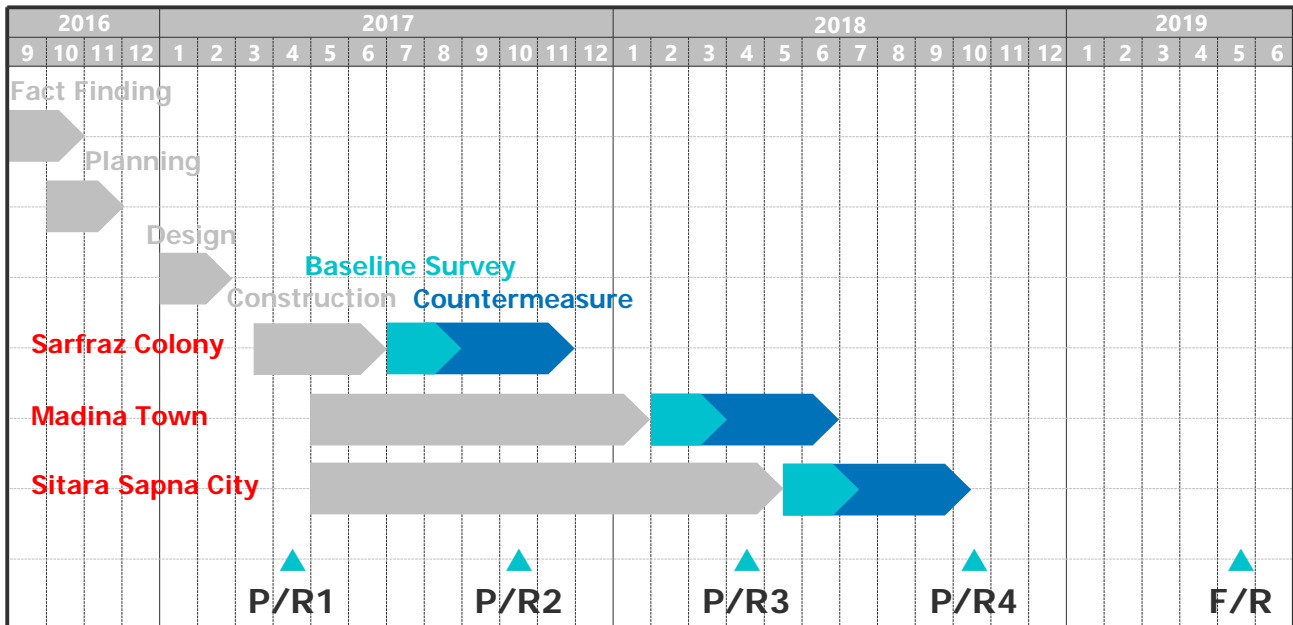 2016 2017 2018 2019
9 10 11 12 1 2 3 4 5 6 7 8 9 10 11 12 1 2 3 4 5 6 7 8 9 10 11 12 1 2 3 4 5 6
Fact Finding
Planning
Design
Baseline Survey
Construction Countermeasure
Sarfraz Colony
Madina Town
Sitara Sapna City
P/R1 P/R2 P/R3 P/R4 F/R